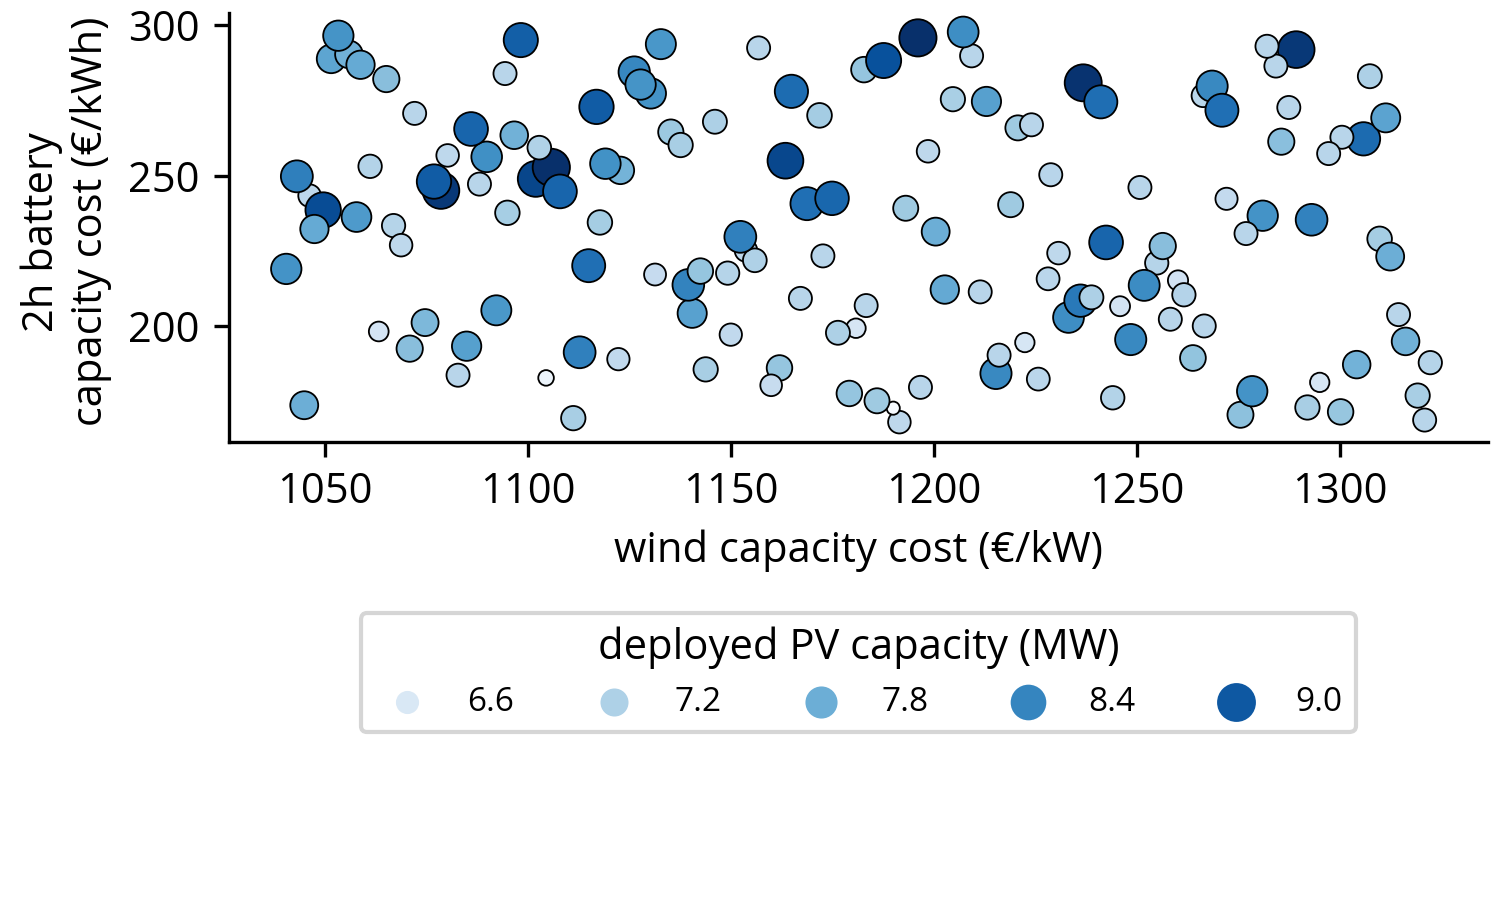 300
250
200
2h battery
capacity cost (€/kWh)
1050 1100 1150 1200 1250 1300
wind capacity cost (€/kW)
deployed PV capacity (MW)
6.6 7.2 7.8 8.4 9.0